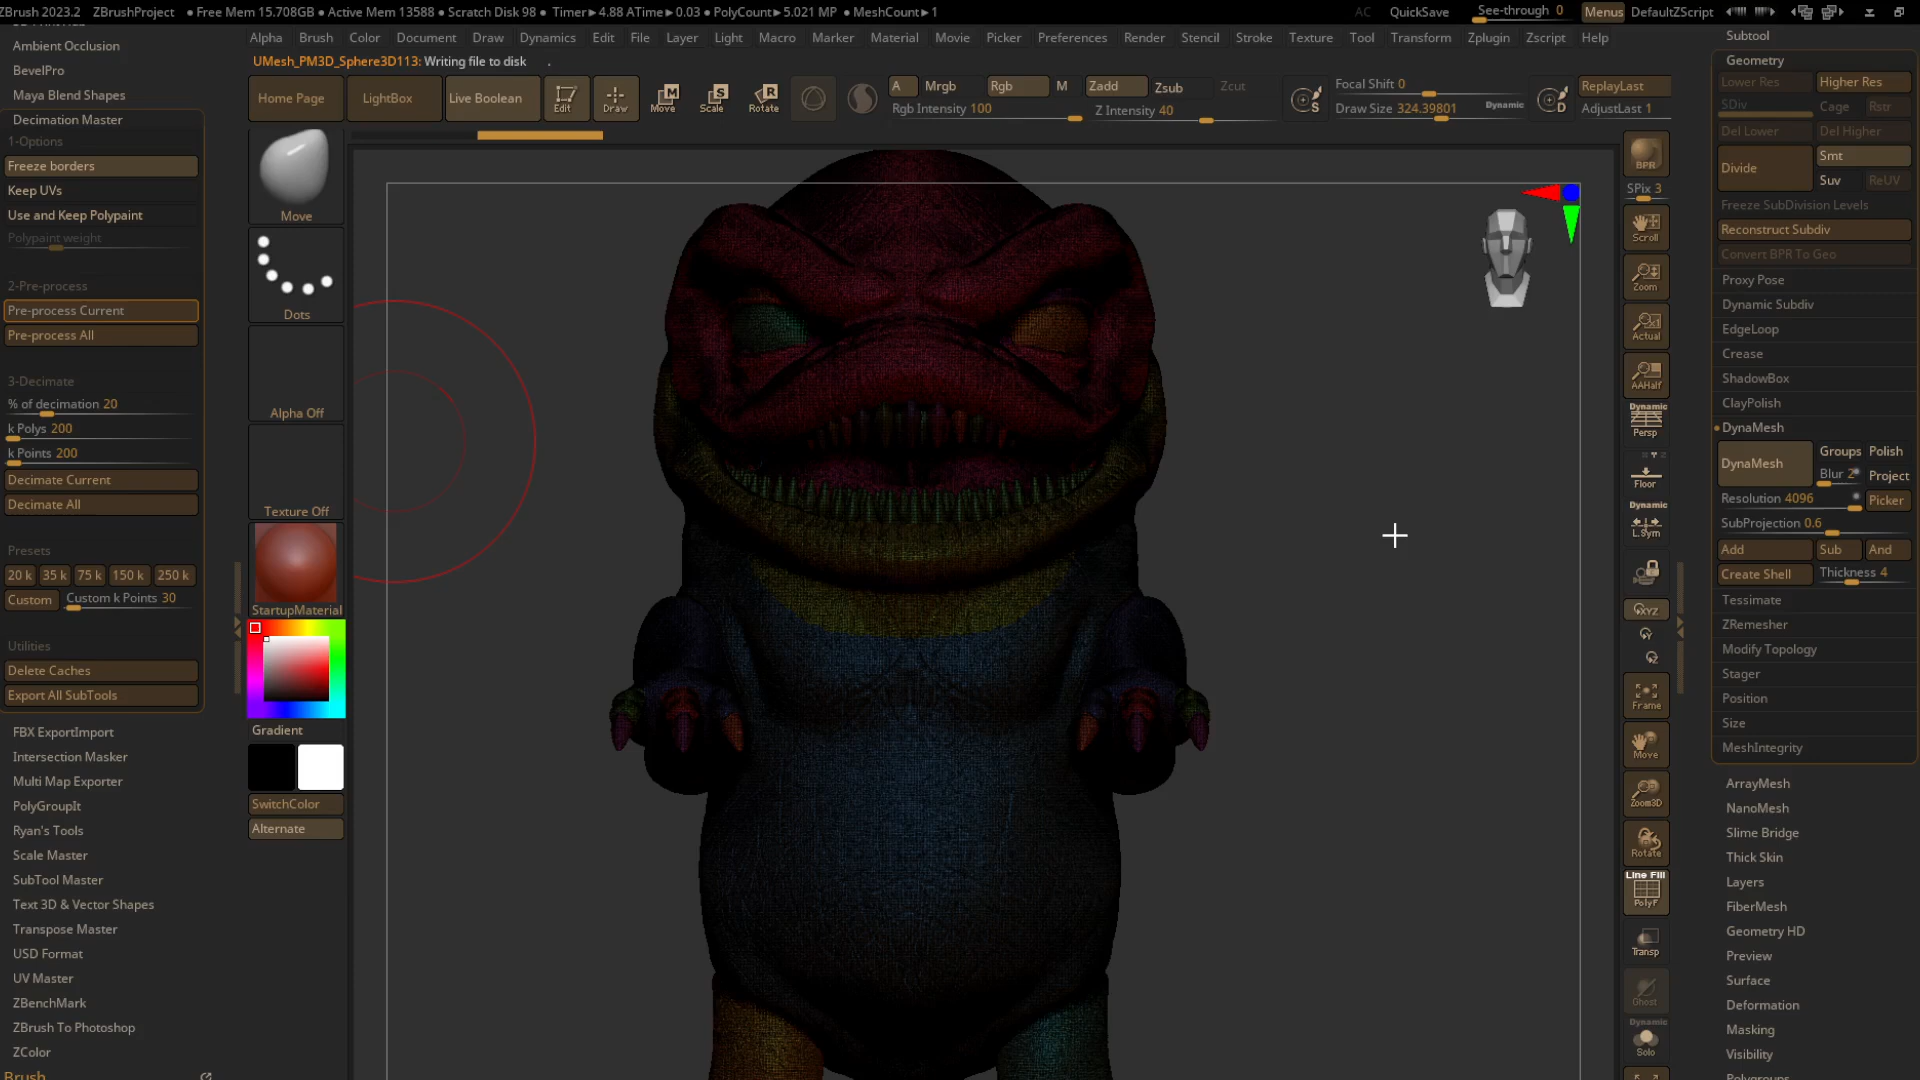 ZBrush 2023.2 ZBrushProject • Free Mem 15.708GB • Active Mem 13588 • Scratch Disk 98 • Timer▸4.88 ATime▸0.03 • PolyCount▸5.021 MP • MeshCount▸1 AC QuickSave See-through 0 Menus DefaultZScript
Alpha Brush Color Document Draw Dynamics Edit File Layer Light Macro Marker Material Movie Picker Preferences Render Stencil Stroke Texture Tool Transform Zplugin Zscript Help
UMesh_PM3D_Sphere3D113: Writing file to disk .
Ambient Occlusion
BevelPro
Maya Blend Shapes
Decimation Master
1-Options
Freeze borders
Keep UVs
Use and Keep Polypaint
Polypaint weight
2-Pre-process
Pre-process Current
Pre-process All
3-Decimate
% of decimation 20
k Polys 200
k Points 200
Decimate Current
Decimate All
Presets
20 k 35 k 75 k 150 k 250 k
Custom Custom k Points 30
Utilities
Delete Caches
Export All SubTools
FBX ExportImport
Intersection Masker
Multi Map Exporter
PolyGroupIt
Ryan's Tools
Scale Master
SubTool Master
Text 3D & Vector Shapes
Transpose Master
USD Format
UV Master
ZBenchMark
ZBrush To Photoshop
ZColor
Brush
Home Page LightBox Live Boolean Edit Draw Move Scale Rotate
A Mrgb Rgb M Zadd Zsub Zcut
Rgb Intensity 100 Z Intensity 40
S Focal Shift 0
Draw Size 324.39801 Dynamic D
ReplayLast
AdjustLast 1
Move
Dots
Alpha Off
Texture Off
StartupMaterial
Gradient
SwitchColor
Alternate
BPR
SPix 3
Scroll
Zoom
Actual
AAHalf
Dynamic
Persp
Floor
Dynamic
L.Sym
XYZ
Y
Z
Frame
Move
Zoom3D
Rotate
Line Fill
PolyF
Transp
Ghost
Dynamic
Solo
Subtool
Geometry
Lower Res Higher Res
SDiv Cage Rstr
Del Lower Del Higher
Divide Smt
Suv ReUV
Freeze SubDivision Levels
Reconstruct Subdiv
Convert BPR To Geo
Proxy Pose
Dynamic Subdiv
EdgeLoop
Crease
ShadowBox
ClayPolish
DynaMesh
DynaMesh Groups Polish
Blur 2 Project
Resolution 4096 Picker
SubProjection 0.6
Add Sub And
Create Shell Thickness 4
Tessimate
ZRemesher
Modify Topology
Stager
Position
Size
MeshIntegrity
ArrayMesh
NanoMesh
Slime Bridge
Thick Skin
Layers
FiberMesh
Geometry HD
Preview
Surface
Deformation
Masking
Visibility
Polygroups